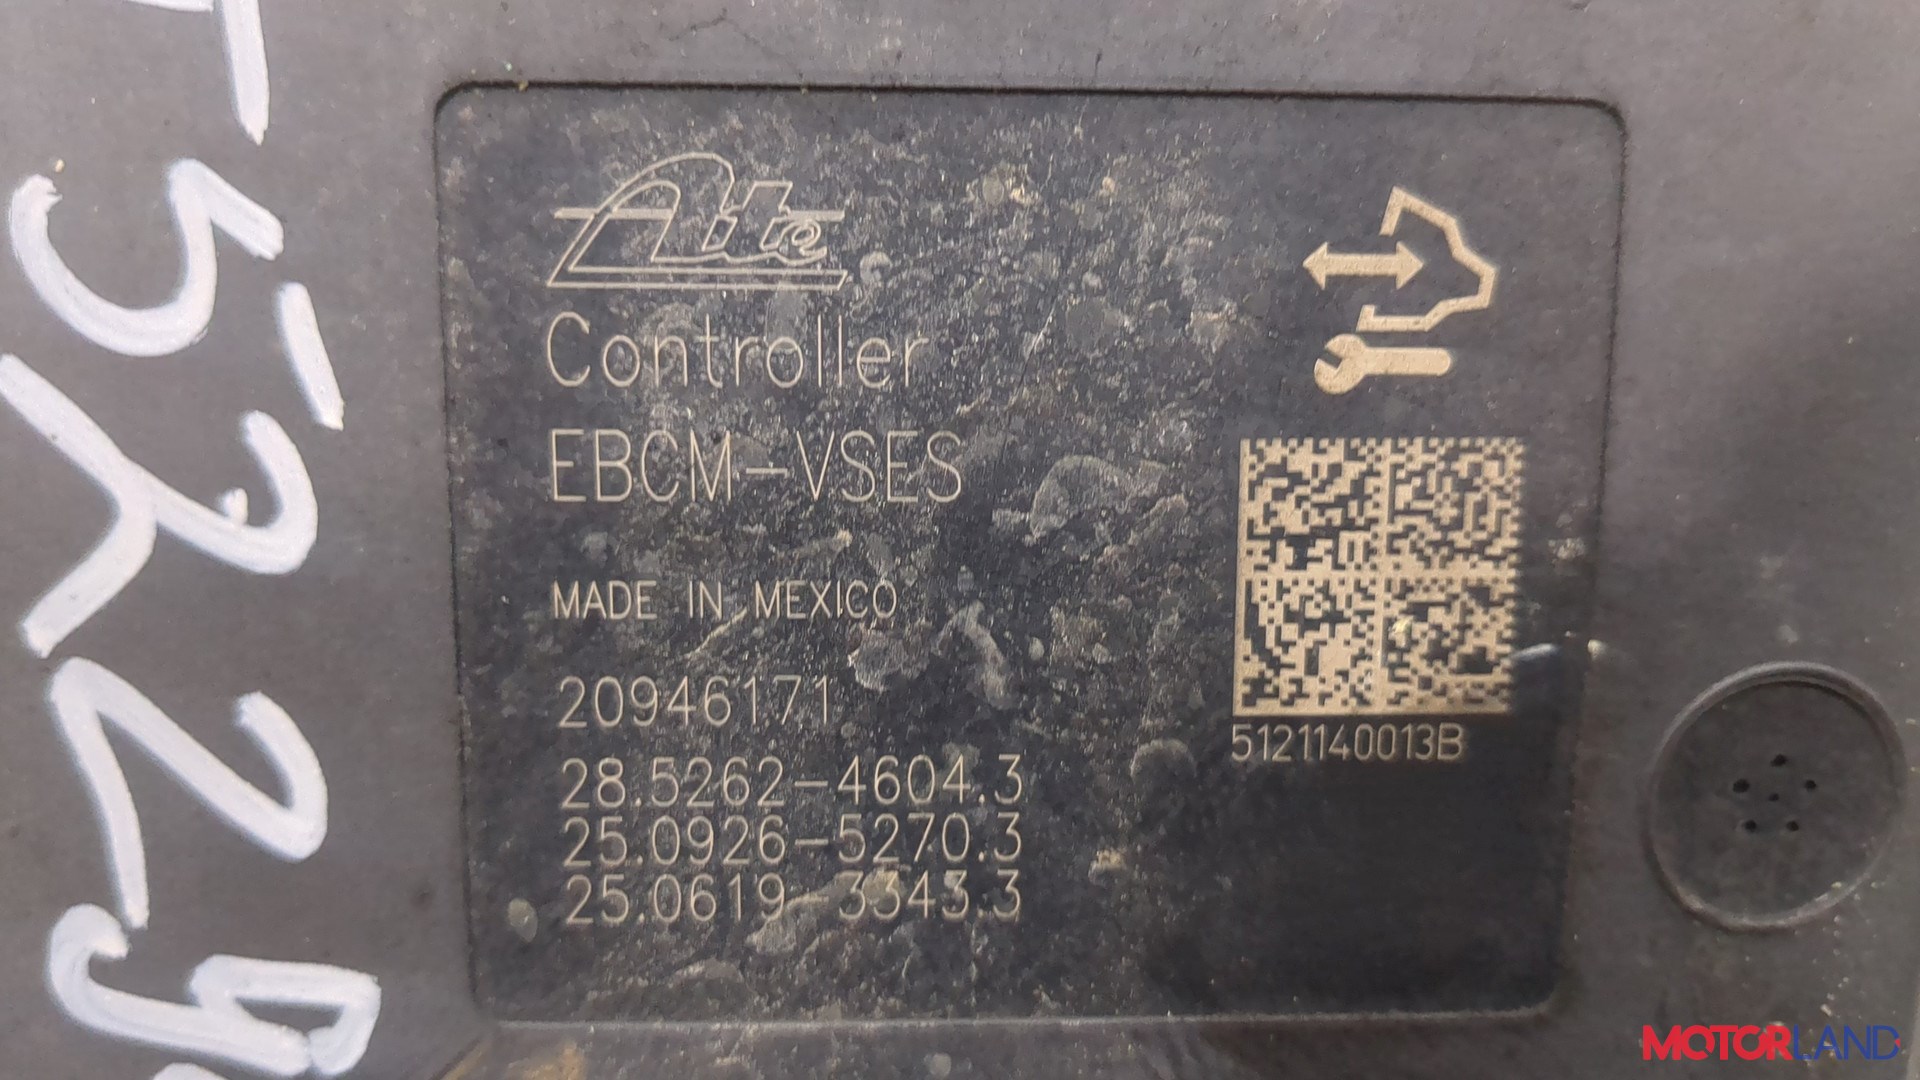 Ate
Controller
EBCM-VSES
MADE IN MEXICO
20946171
28.5262-4604.3
25.0926-5270.3
25.0619-3343.3
5121140013B
MOTORLAND